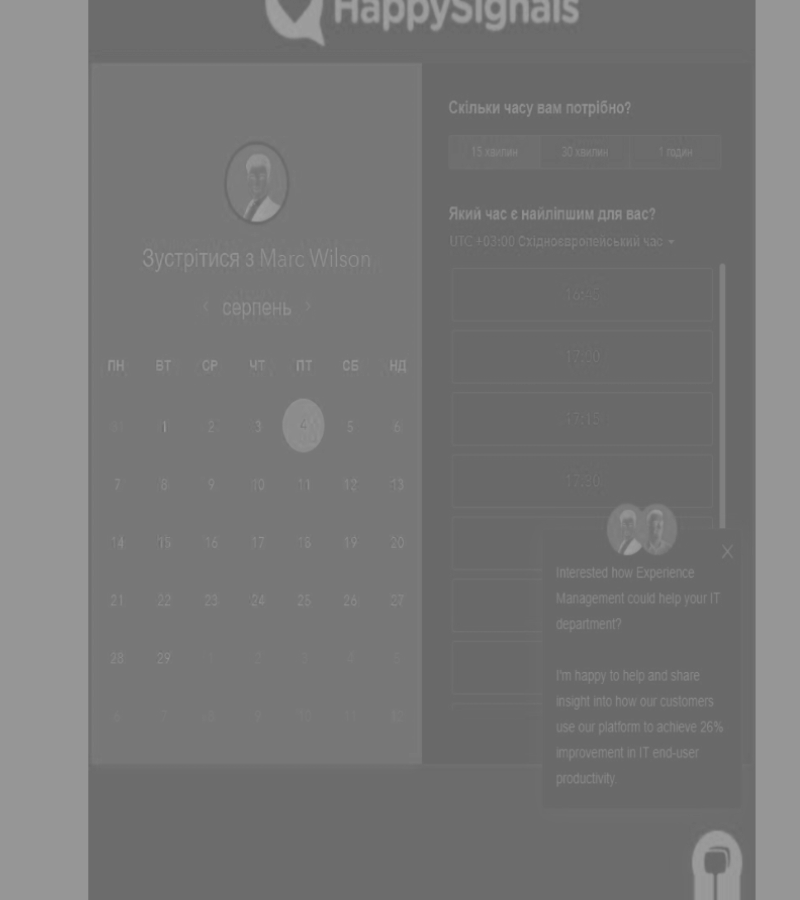 HappySignals
Зустрітися з Marc Wilson
‹ серпень ›
ПН ВТ СР ЧТ ПТ СБ НД
1 2 3 4 5 6
7 8 9 10 11 12 13
14 15 16 17 18 19 20
21 22 23 24 25 26 27
28 29 1 2 3 4 5
6 7 9 10 11
Скільки часу вам потрібно?
15 хвилин 30 хвилин 1 годин
Який час є найліпшим для вас?
UTC +03:00 Східноєвропейський час
16:45
17:00
17:15
17:30
X
Interested how Experience
Management could help your IT
department?
I'm happy to help and share
insight into how our customers
use our platform to achieve 26%
improvement in IT end-user
productivity.